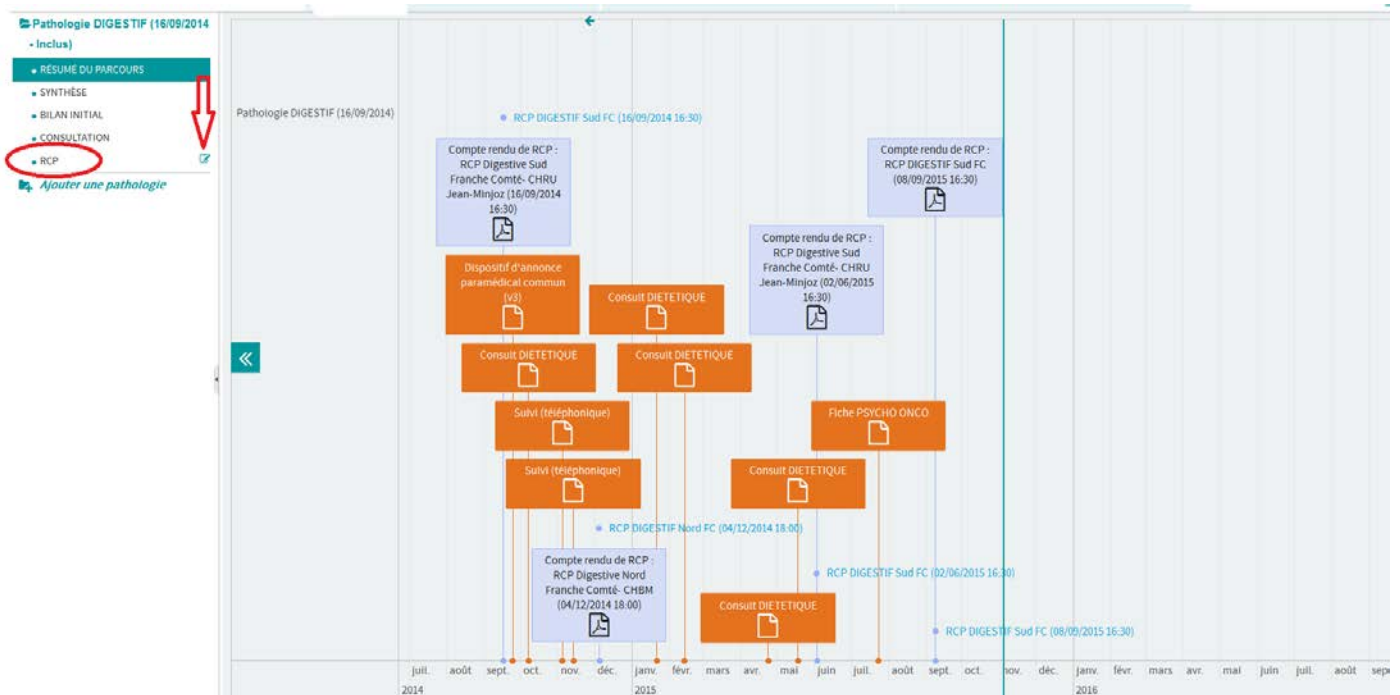 Pathologie DIGESTIF (16/09/2014
- Inclus)
RÉSUMÉ DU PARCOURS
SYNTHÈSE
BILAN INITIAL
CONSULTATION
RCP
Ajouter une pathologie
Pathologie DIGESTIF (16/09/2014)
RCP DIGESTIF Sud FC (16/09/2014 16:30)
Compte rendu de RCP :
RCP Digestive Sud
Franche Comté- CHRU
Jean-Minjoz (16/09/2014
16:30)
Compte rendu de RCP :
RCP DIGESTIF Sud FC
(08/09/2015 16:30)
Compte rendu de RCP :
RCP Digestive Sud
Franche Comté- CHRU
Jean-Minjoz (02/06/2015
16:30)
Dispositif d'annonce
paramédical commun
(v3)
Consult DIETETIQUE
Consult DIETETIQUE
Consult DIETETIQUE
Suivi (téléphonique)
Fiche PSYCHO ONCO
Suivi (téléphonique)
Consult DIETETIQUE
RCP DIGESTIF Nord FC (04/12/2014 18:00)
Compte rendu de RCP :
RCP Digestive Nord
Franche Comté- CHBM
(04/12/2014 18:00)
RCP DIGESTIF Sud FC (02/06/2015 16:30)
Consult DIETETIQUE
RCP DIGESTIF Sud FC (08/09/2015 16:30)
juil. août sept. oct. nov. déc. janv. févr. mars avr. mai juin juil. août sept. oct. nov. déc. janv. févr. mars avr. mai juin juil. août sept
2014 2015 2016